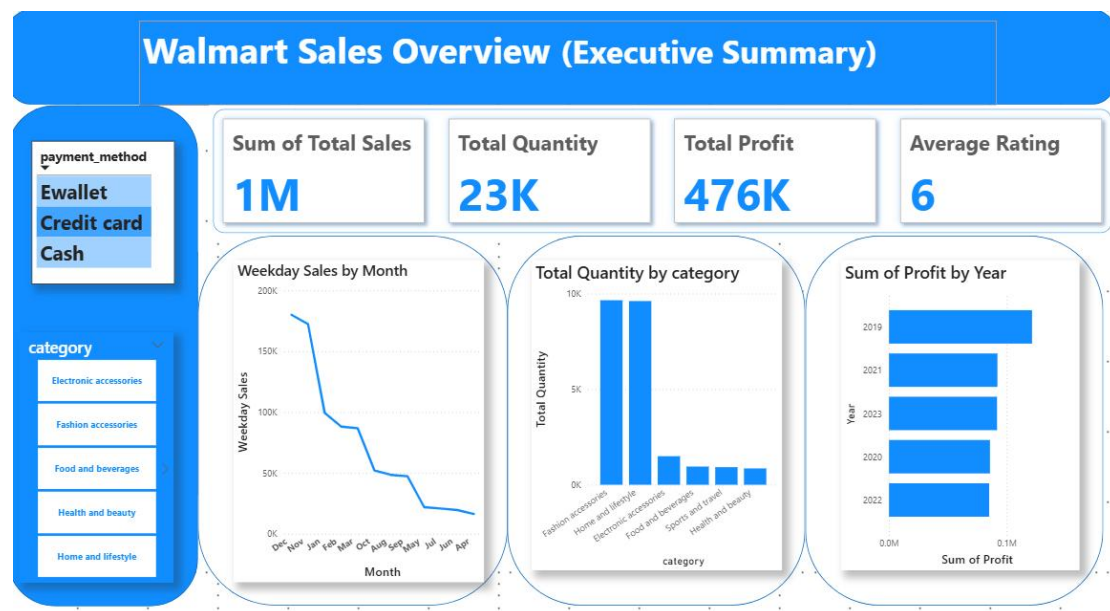 Walmart Sales Overview (Executive Summary)
payment_method
Ewallet
Credit card
Cash
category
Electronic accessories
Fashion accessories
Food and beverages
Health and beauty
Home and lifestyle
Sum of Total Sales
1M
Total Quantity
23K
Total Profit
476K
Average Rating
6
Weekday Sales by Month
Weekday Sales
200K
150K
100K
50K
0K
Dec
Nov
Jan
Feb
Mar
Oct
Aug
Sep
May
Jul
Jun
Apr
Month
Total Quantity by category
Total Quantity
10K
5K
0K
Fashion accessories
Home and lifestyle
Electronic accessories
Food and beverages
Sports and travel
Health and beauty
category
Sum of Profit by Year
Year
2019
2021
2023
2020
2022
0.0M
0.1M
Sum of Profit